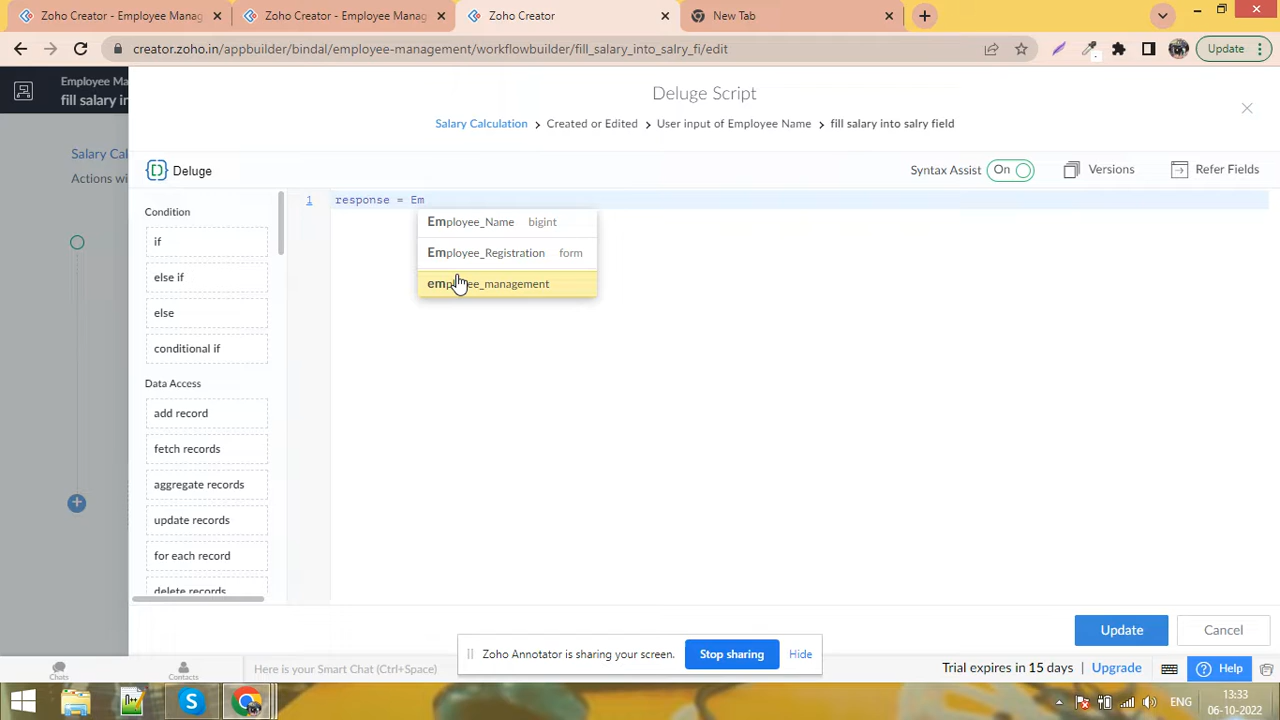 Zoho Creator - Employee Manag
Zoho Creator - Employee Manag
Zoho Creator
New Tab
creator.zoho.in/appbuilder/bindal/employee-management/workflowbuilder/fill_salary_into_salry_fi/edit
Update
Employee Ma
fill salary in
Deluge Script
Salary Calculation > Created or Edited > User input of Employee Name > fill salary into salry field
Salary Cal
Actions wi
Deluge
Syntax Assist On
Versions
Refer Fields
Condition
if
else if
else
conditional if
Data Access
add record
fetch records
aggregate records
update records
for each record
delete records
1 response = Em
Employee_Name bigint
Employee_Registration form
employee_management
Update
Cancel
Zoho Annotator is sharing your screen.
Stop sharing
Hide
Chats
Contacts
Here is your Smart Chat (Ctrl+Space)
Trial expires in 15 days
Upgrade
Help
ENG
13:33
06-10-2022